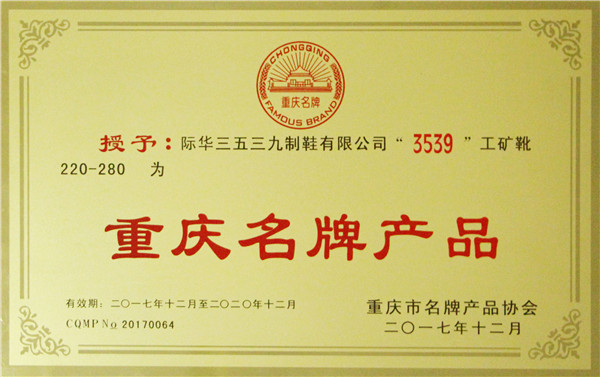 CHONGQING
重庆名牌
FAMOUS BRAND
授予：际华三五三九制鞋有限公司“3539”工矿靴
220-280 为
重庆名牌产品
有效期：二〇一七年十二月至二〇二〇年十二月
重庆市名牌产品协会
CQMP No 20170064
二〇一七年十二月